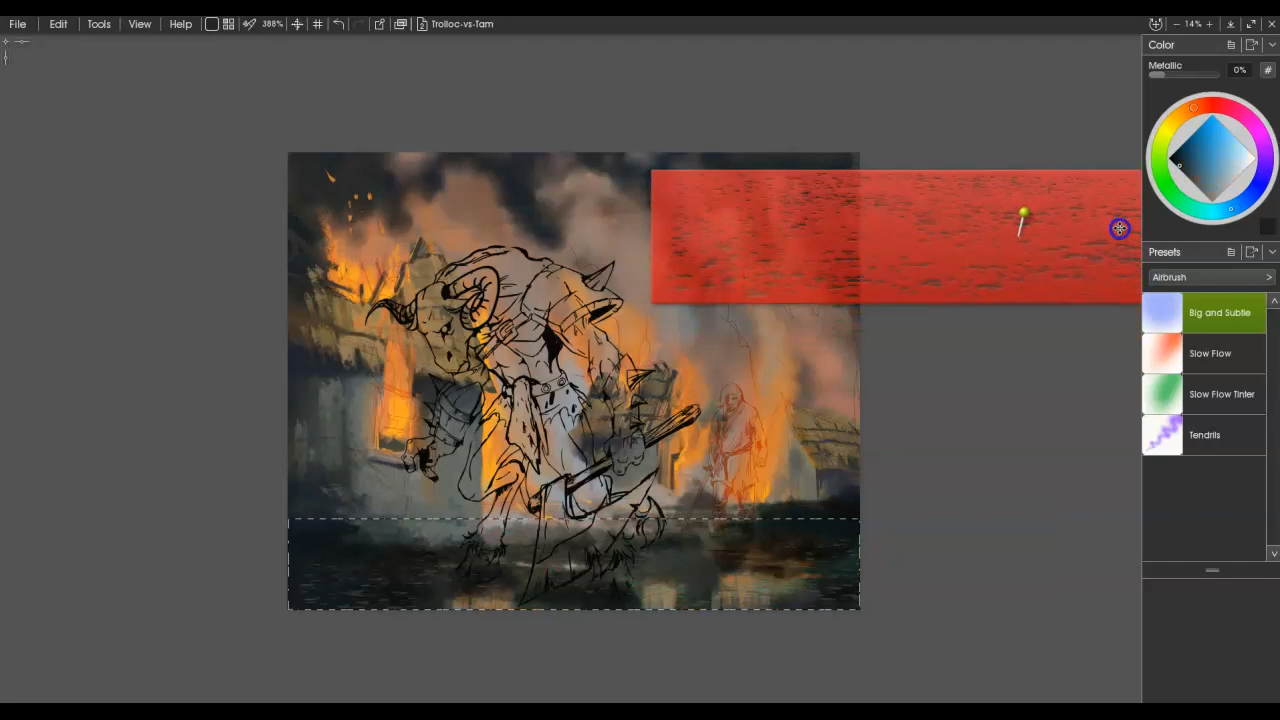 File Edit Tools View Help 388% 2 Trolloc-vs-Tam − 14% +
Color
Metallic
0% #
Presets
Airbrush >
Big and Subtle
Slow Flow
Slow Flow Tinter
Tendrils